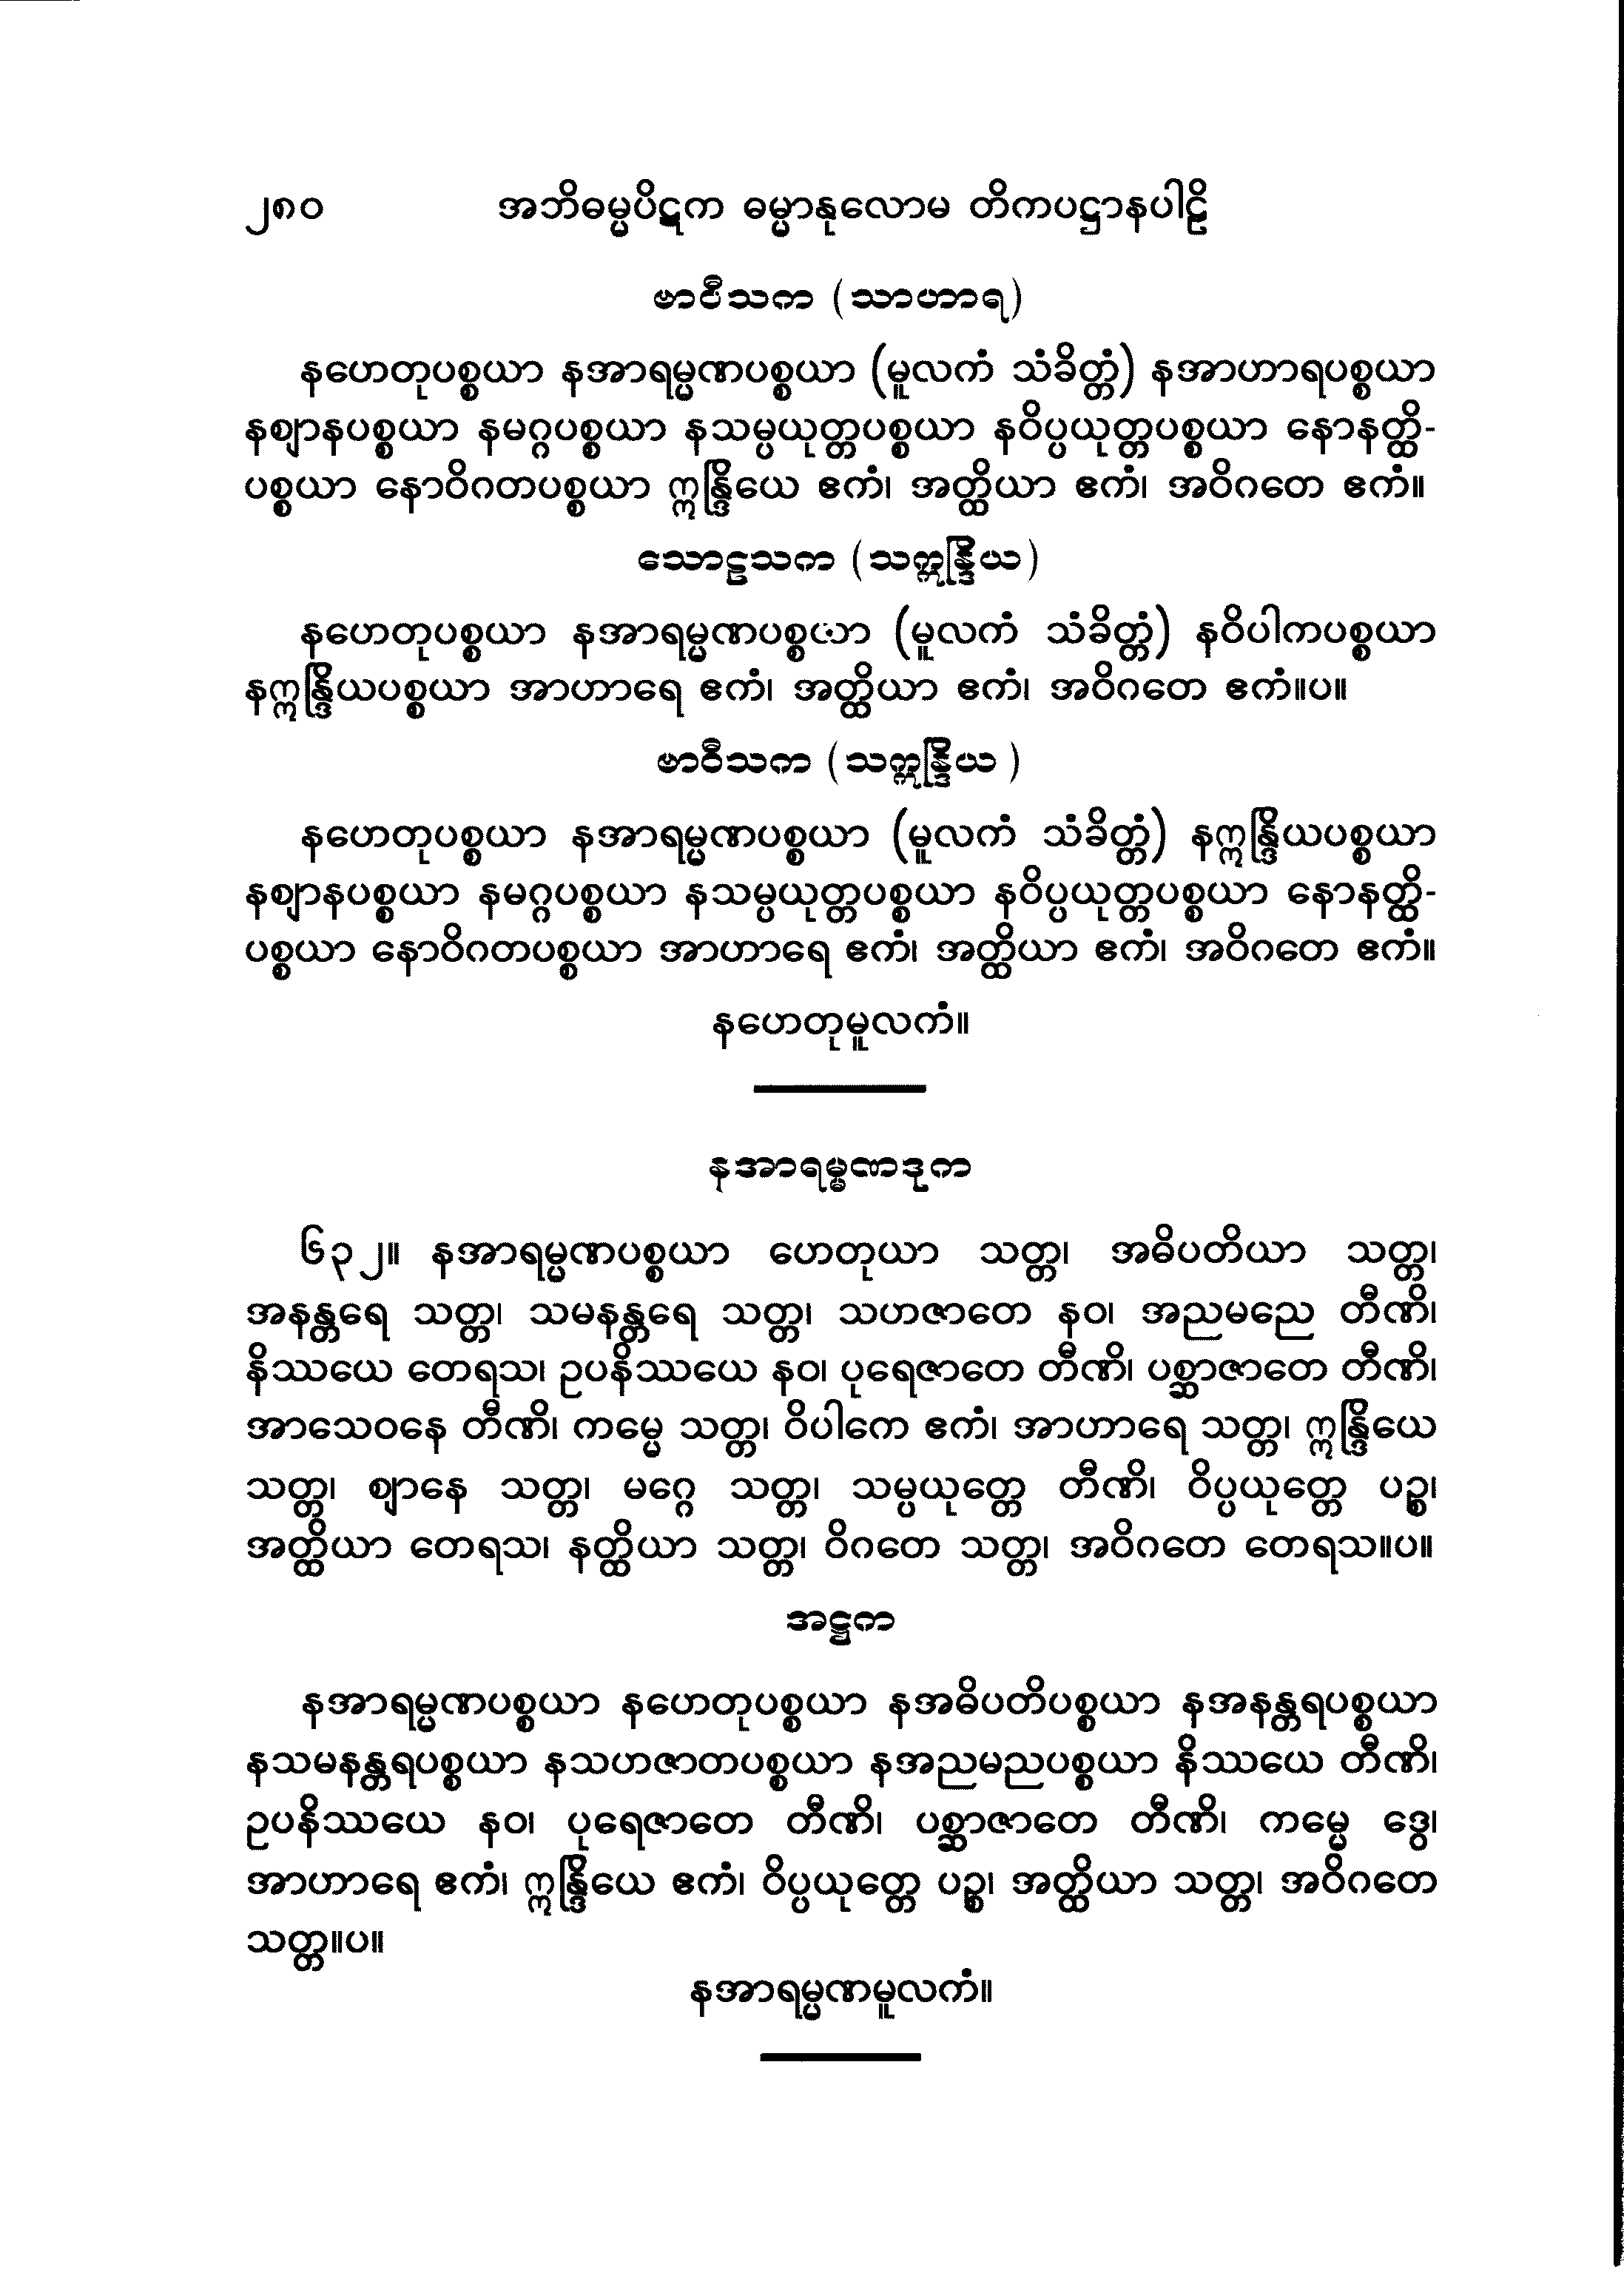 ၂၈၀ အဘိဓမ္မပိဋက ဓမ္မာနုလောမ တိကပဋ္ဌာနပါဠိ
ဗာဝီသက (သာဟာရ)
နဟေတုပစ္စယာ နအာရမ္မဏပစ္စယာ (မူလကံ သံခိတ္တံ) နအာဟာရပစ္စယာ
နဈာနပစ္စယာ နမဂ္ဂပစ္စယာ နသမ္ပယုတ္တပစ္စယာ နဝိပ္ပယုတ္တပစ္စယာ နောနတ္ထိ-
ပစ္စယာ နောဝိဂတပစ္စယာ ဣန္ဒြိယေ ဧကံ၊ အတ္ထိယာ ဧကံ၊ အဝိဂတေ ဧကံ။
သောဠသက (သဣန္ဒြိယ)
နဟေတုပစ္စယာ နအာရမ္မဏပစ္စယာ (မူလကံ သံခိတ္တံ) နဝိပါကပစ္စယာ
နဣန္ဒြိယပစ္စယာ အာဟာရေ ဧကံ၊ အတ္ထိယာ ဧကံ၊ အဝိဂတေ ဧကံ။ပ။
ဗာဝီသက (သဣန္ဒြိယ )
နဟေတုပစ္စယာ နအာရမ္မဏပစ္စယာ (မူလကံ သံခိတ္တံ) နဣန္ဒြိယပစ္စယာ
နဈာနပစ္စယာ နမဂ္ဂပစ္စယာ နသမ္ပယုတ္တပစ္စယာ နဝိပ္ပယုတ္တပစ္စယာ နောနတ္ထိ-
ပစ္စယာ နောဝိဂတပစ္စယာ အာဟာရေ ဧကံ၊ အတ္ထိယာ ဧကံ၊ အဝိဂတေ ဧကံ။
နဟေတုမူလကံ။
နအာရမ္မဏဒုက
၆၃၂။ နအာရမ္မဏပစ္စယာ ဟေတုယာ သတ္တ၊ အဓိပတိယာ သတ္တ၊
အနန္တရေ သတ္တ၊ သမနန္တရေ သတ္တ၊ သဟဇာတေ နဝ၊ အညမညေ တီဏိ၊
နိဿယေ တေရသ၊ ဥပနိဿယေ နဝ၊ ပုရေဇာတေ တီဏိ၊ ပစ္ဆာဇာတေ တီဏိ၊
အာသေဝနေ တီဏိ၊ ကမ္မေ သတ္တ၊ ဝိပါကေ ဧကံ၊ အာဟာရေ သတ္တ၊ ဣန္ဒြိယေ
သတ္တ၊ ဈာနေ သတ္တ၊ မဂ္ဂေ သတ္တ၊ သမ္ပယုတ္တေ တီဏိ၊ ဝိပ္ပယုတ္တေ ပဉ္စ၊
အတ္ထိယာ တေရသ၊ နတ္ထိယာ သတ္တ၊ ဝိဂတေ သတ္တ၊ အဝိဂတေ တေရသ။ပ။
အဋ္ဌက
နအာရမ္မဏပစ္စယာ နဟေတုပစ္စယာ နအဓိပတိပစ္စယာ နအနန္တရပစ္စယာ
နသမနန္တရပစ္စယာ နသဟဇာတပစ္စယာ နအညမညပစ္စယာ နိဿယေ တီဏိ၊
ဥပနိဿယေ နဝ၊ ပုရေဇာတေ တီဏိ၊ ပစ္ဆာဇာတေ တီဏိ၊ ကမ္မေ ဒွေ၊
အာဟာရေ ဧကံ၊ ဣန္ဒြိယေ ဧကံ၊ ဝိပ္ပယုတ္တေ ပဉ္စ၊ အတ္ထိယာ သတ္တ၊ အဝိဂတေ
သတ္တ။ပ။
နအာရမ္မဏမူလကံ။